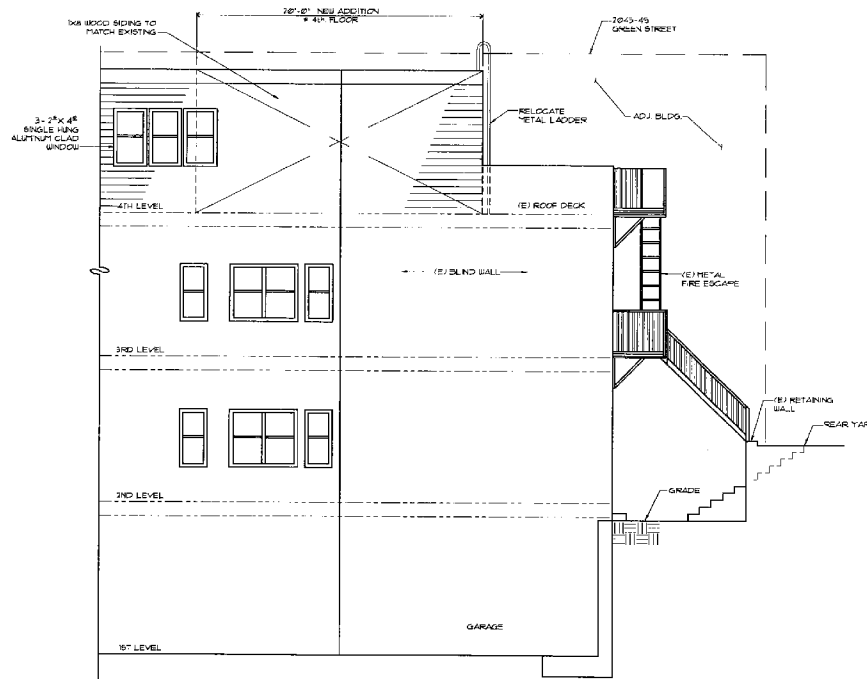 20'-0" NEW ADDITION
@ 4th. FLOOR
1x8 WOOD SIDING TO
MATCH EXISTING
2045-49
GREEN STREET
3 - 2⁸ X 4⁶
SINGLE HUNG
ALUMINUM CLAD
WINDOW
RELOCATE
METAL LADDER
ADJ. BLDG.
4TH LEVEL
(E) ROOF DECK
(E) BLIND WALL
(E) METAL
FIRE ESCAPE
3RD LEVEL
(E) RETAINING
WALL
REAR YAR
2ND LEVEL
GRADE
GARAGE
1ST LEVEL